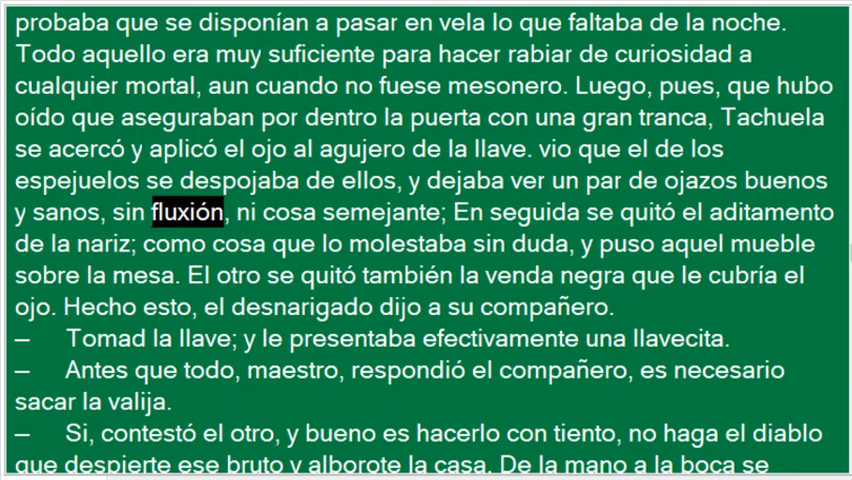 probaba que se disponían a pasar en vela lo que faltaba de la noche.
Todo aquello era muy suficiente para hacer rabiar de curiosidad a
cualquier mortal, aun cuando no fuese mesonero. Luego, pues, que hubo
oído que aseguraban por dentro la puerta con una gran tranca, Tachuela
se acercó y aplicó el ojo al agujero de la llave. vio que el de los
espejuelos se despojaba de ellos, y dejaba ver un par de ojazos buenos
y sanos, sin fluxión, ni cosa semejante; En seguida se quitó el aditamento
de la nariz; como cosa que lo molestaba sin duda, y puso aquel mueble
sobre la mesa. El otro se quitó también la venda negra que le cubría el
ojo. Hecho esto, el desnarigado dijo a su compañero.
– Tomad la llave; y le presentaba efectivamente una llavecita.
– Antes que todo, maestro, respondió el compañero, es necesario
sacar la valija.
– Si, contestó el otro, y bueno es hacerlo con tiento, no haga el diablo
que despierte ese bruto y alborote la casa. De la mano a la boca se